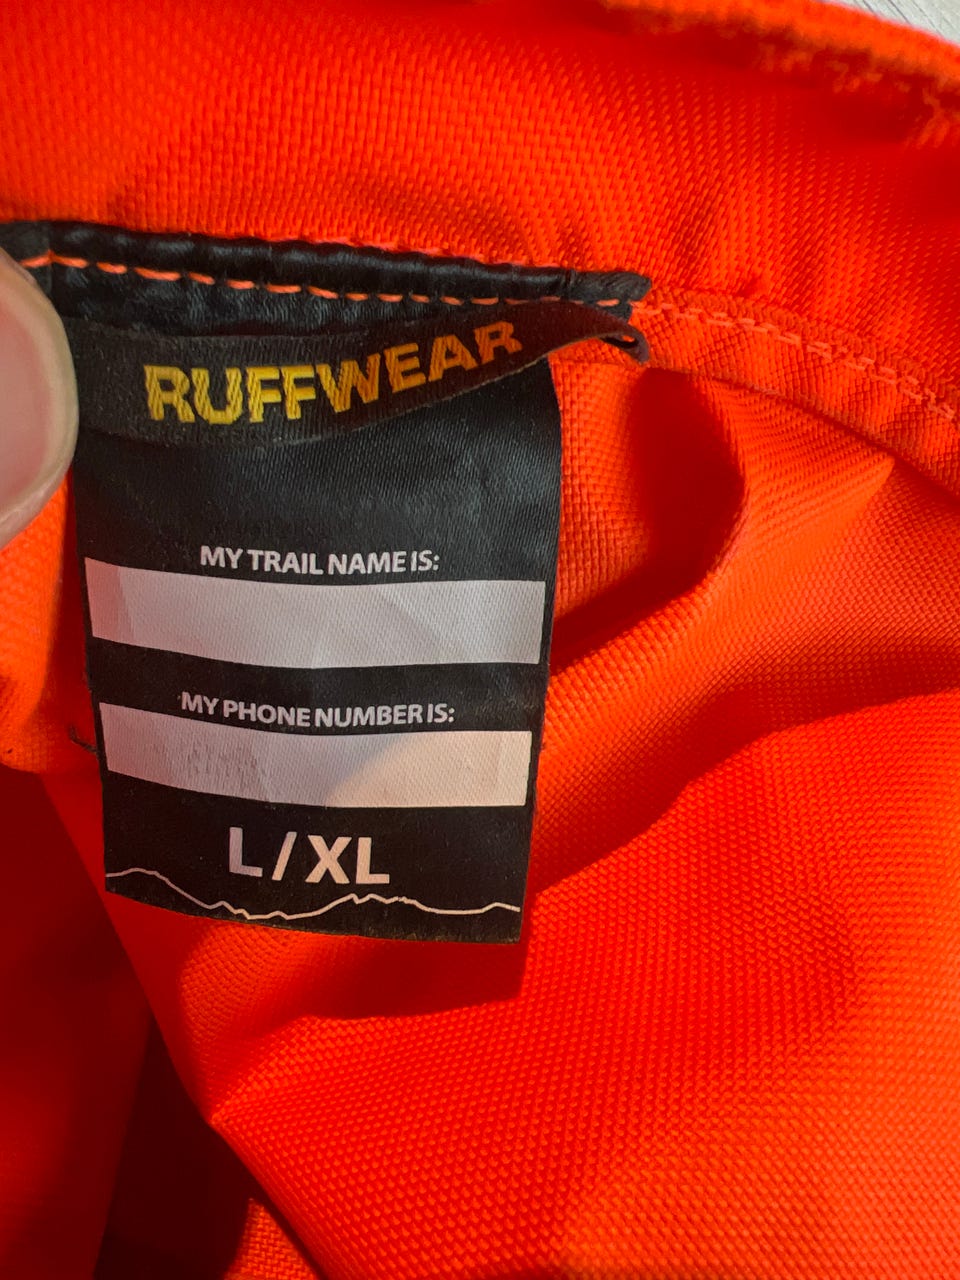 RUFFWEAR
MY TRAIL NAME IS:
MY PHONE NUMBER IS:
L/XL